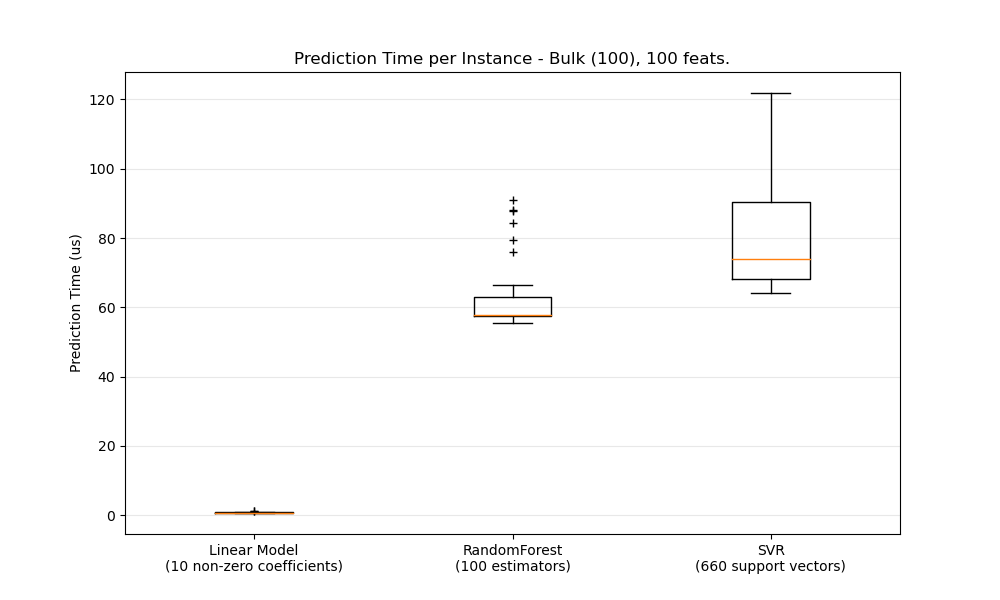 Prediction Time per Instance - Bulk (100), 100 feats.
Prediction Time (us)
120
100
80
60
40
20
0
Linear Model
(10 non-zero coefficients)
RandomForest
(100 estimators)
SVR
(660 support vectors)